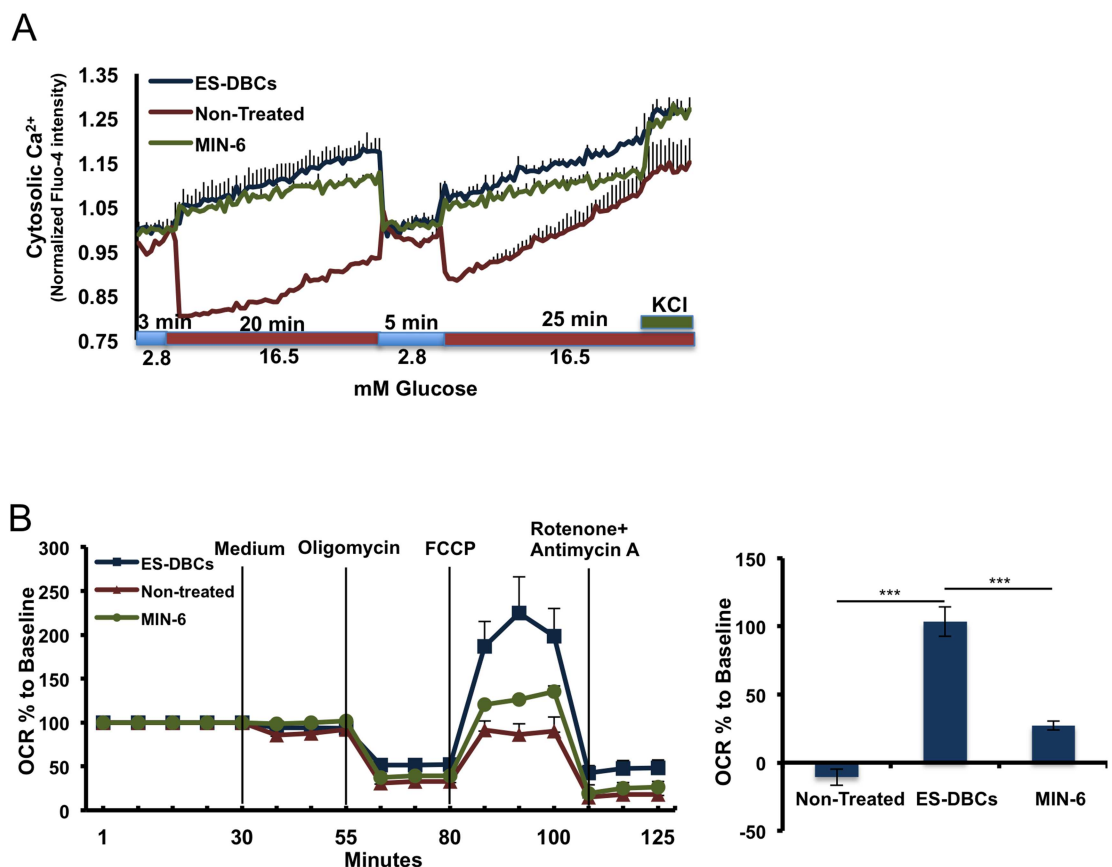 A
1.35
1.25
1.15
1.05
0.95
0.85
0.75
Cytosolic Ca²⁺
(Normalized Fluo-4 intensity)
ES-DBCs
Non-Treated
MIN-6
KCl
3 min 20 min 5 min 25 min
2.8 16.5 2.8 16.5
mM Glucose
B
300
250
200
150
100
50
0
OCR % to Baseline
ES-DBCs
Non-treated
MIN-6
Medium Oligomycin FCCP Rotenone+
Antimycin A
1 30 55 80 100 125
Minutes
150
100
50
0
-50
OCR % to Baseline
*** ***
Non-Treated ES-DBCs MIN-6